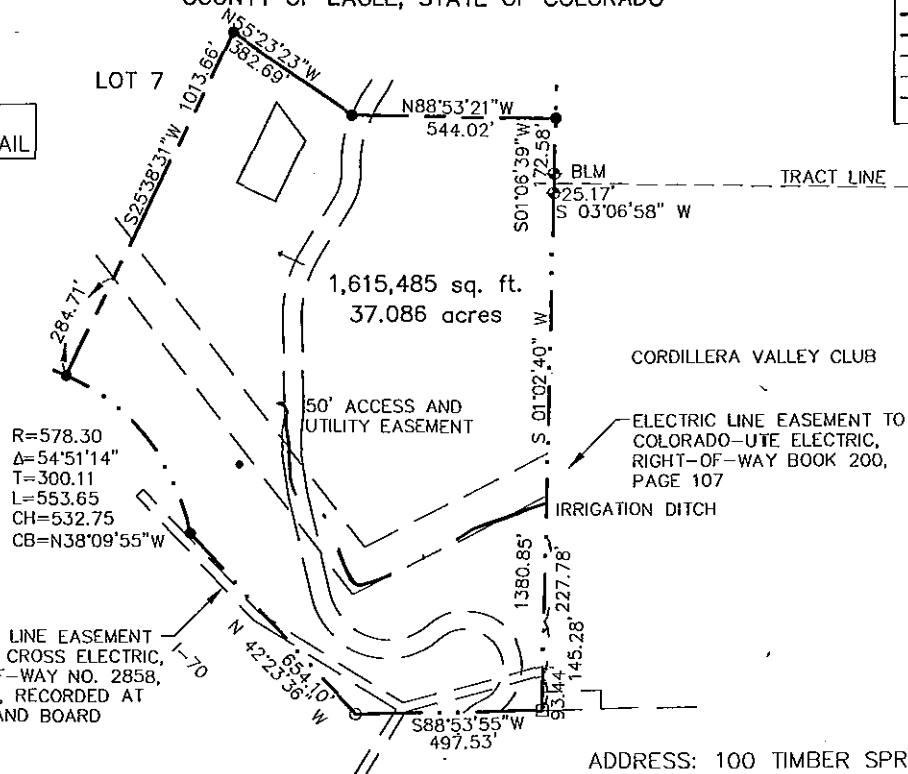 COUNTY OF EAGLE, STATE OF COLORADO
N55°23'23"W
382.69'
LOT 7
AIL
S25°38'31"W 1013.66'
N88°53'21"W
544.02'
S01°06'39"W
172.58'
BLM
25.17'
S 03°06'58" W
TRACT LINE
1,615,485 sq. ft.
37.086 acres
284.71'
S 01°02'40" W
CORDILLERA VALLEY CLUB
50' ACCESS AND
UTILITY EASEMENT
ELECTRIC LINE EASEMENT TO
COLORADO-UTE ELECTRIC,
RIGHT-OF-WAY BOOK 200,
PAGE 107
R=578.30
Δ=54°51'14"
T=300.11
L=553.65
CH=532.75
CB=N38°09'55"W
IRRIGATION DITCH
1380.85'
227.78'
145.28'
93.44'
LINE EASEMENT
CROSS ELECTRIC,
F-WAY NO. 2858,
, RECORDED AT
AND BOARD
I-70
N 42°23'36" W
654.10'
S88°53'55"W
497.53'
ADDRESS: 100 TIMBER SPR